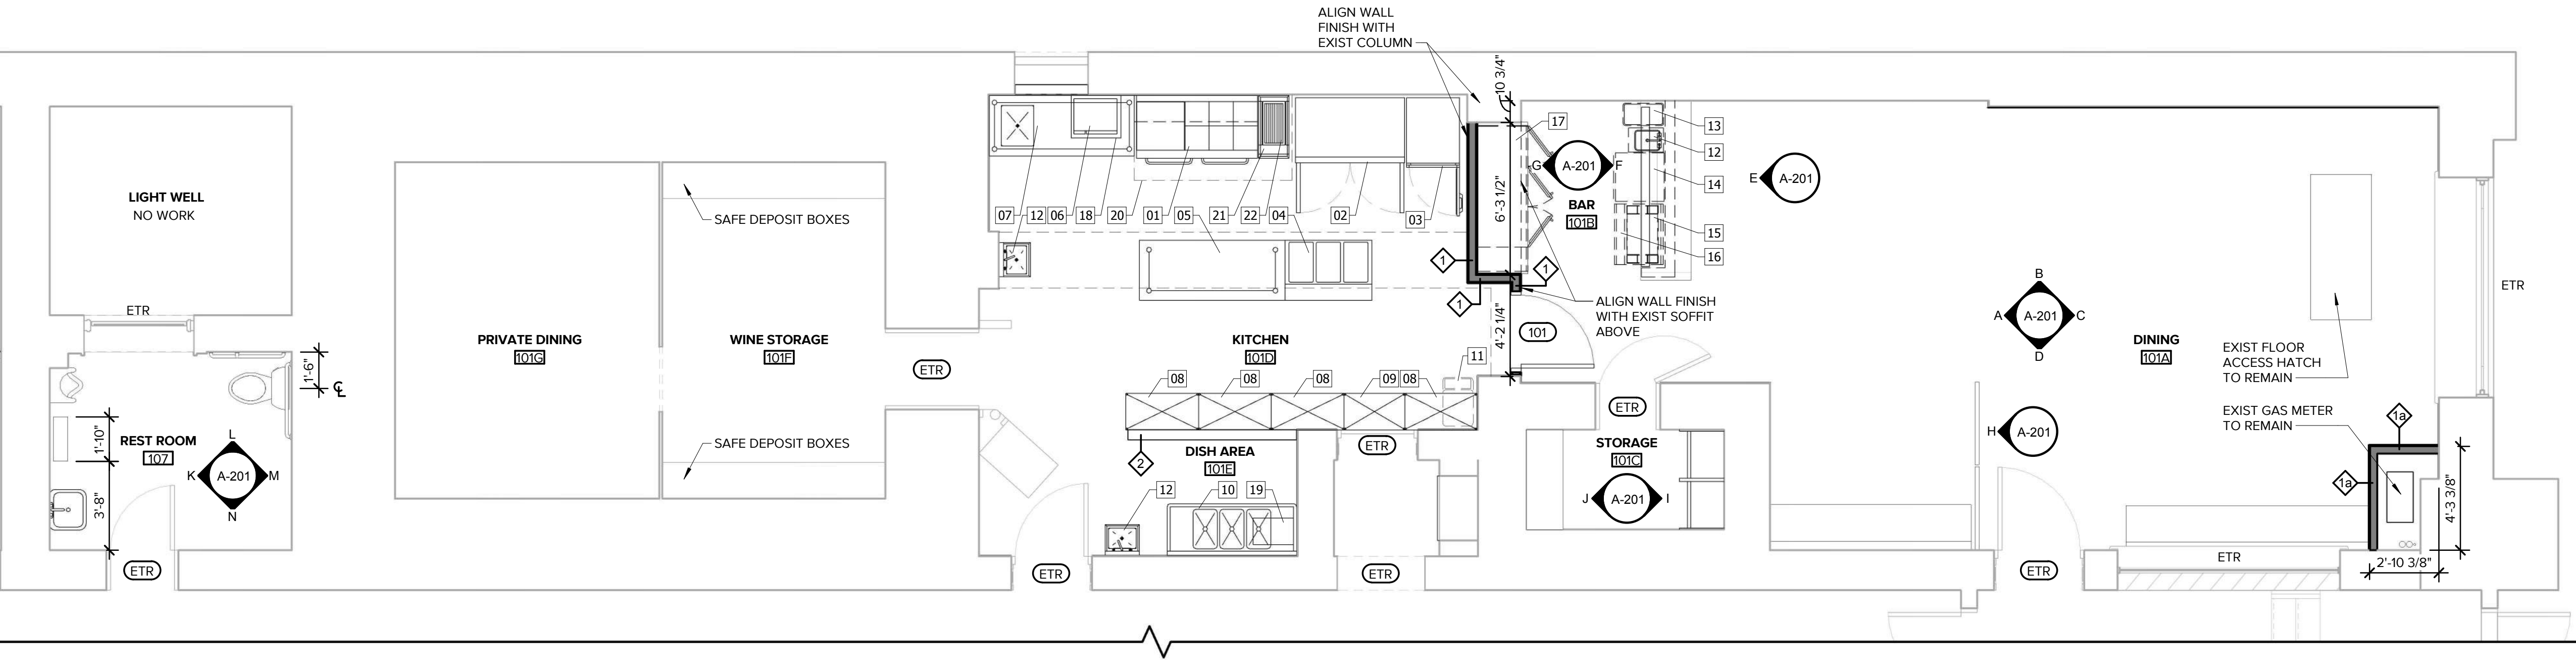 ALIGN WALL
FINISH WITH
EXIST COLUMN
10 3/4"
6'-3 1/2"
4'-2 1/4"
LIGHT WELL
NO WORK
ETR
1'-6"
℄
1'-10"
3'-8"
REST ROOM
107
L
K A-201 M
N
ETR
PRIVATE DINING
101G
SAFE DEPOSIT BOXES
WINE STORAGE
101F
SAFE DEPOSIT BOXES
ETR
07 12 06 18 20 01 05 21 22 04 02 03
KITCHEN
101D
1
1
1
17
G A-201 F
BAR
101B
13
12
14
15
16
E A-201
ALIGN WALL FINISH
WITH EXIST SOFFIT
ABOVE
101
11
08 08 08 09 08
2
DISH AREA
101E
12 10 19
ETR
ETR
ETR
ETR
STORAGE
101C
J A-201 I
B
A A-201 C
D
H A-201
DINING
101A
EXIST FLOOR
ACCESS HATCH
TO REMAIN
EXIST GAS METER
TO REMAIN
ETR
1a
1a
4'-3 3/8"
2'-10 3/8"
ETR
ETR